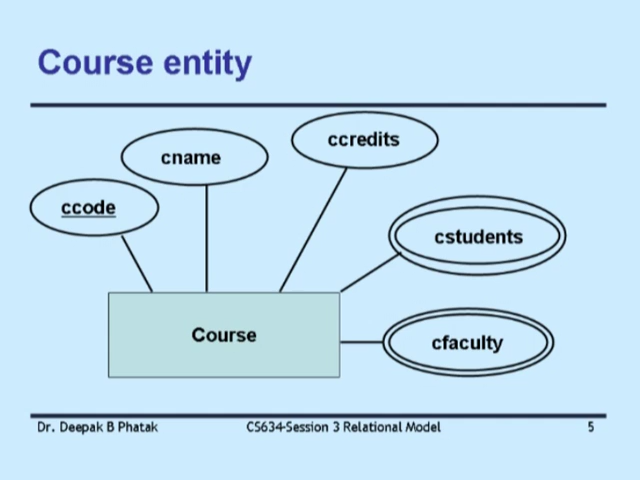 Course entity
ccredits
cname
ccode
cstudents
Course
cfaculty
Dr. Deepak B Phatak
CS634-Session 3 Relational Model
5